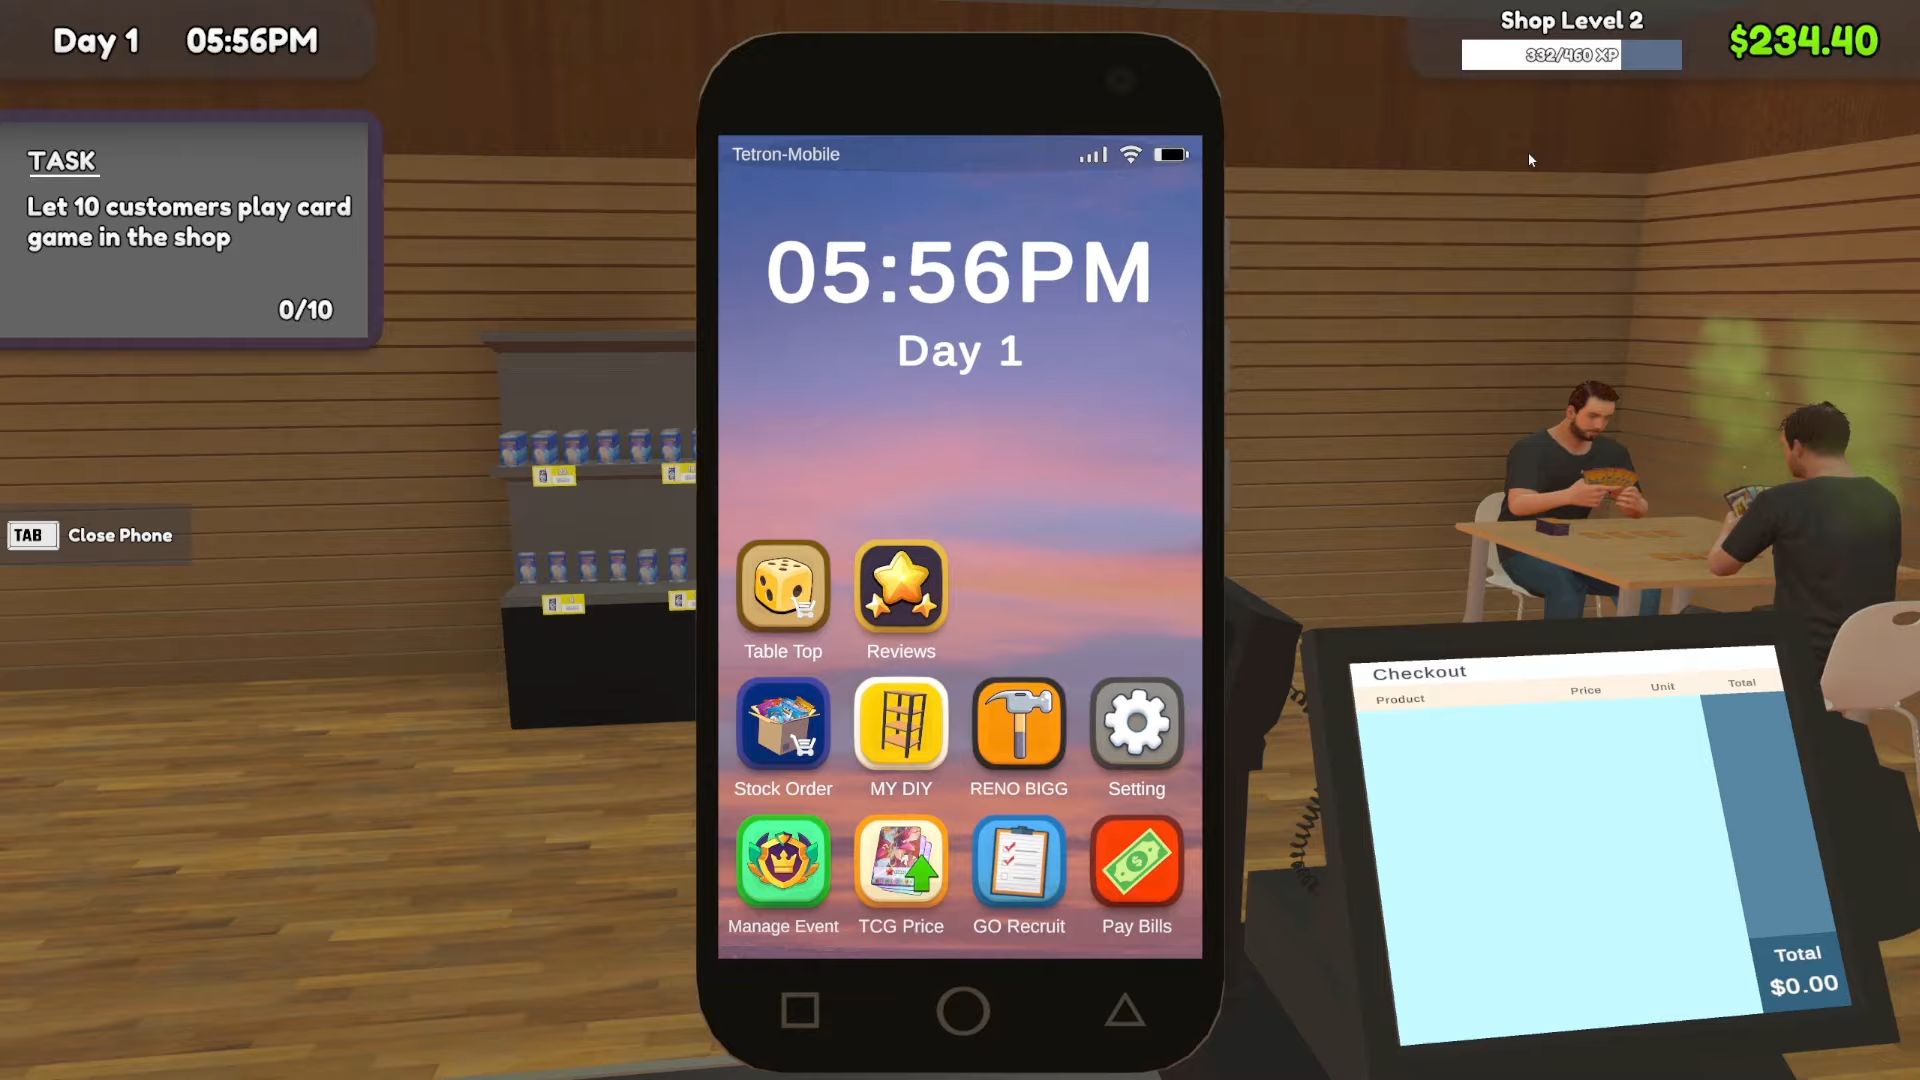 Day 1 05:56PM
Shop Level 2
332/460 XP
$234.40
TASK
Let 10 customers play card
game in the shop
0/10
TAB Close Phone
Tetron-Mobile
05:56PM
Day 1
Table Top Reviews
Stock Order MY DIY RENO BIGG Setting
Manage Event TCG Price GO Recruit Pay Bills
Checkout
Product Price Unit Total
Total
$0.00